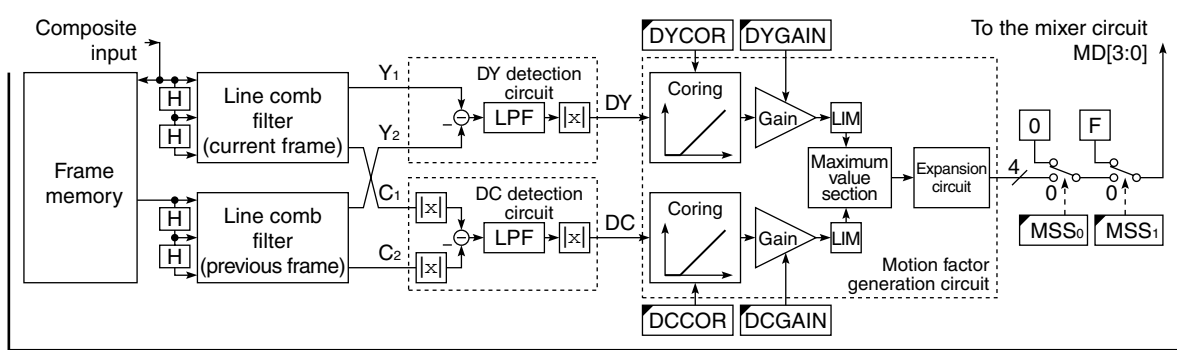 Composite
input
Frame
memory
H
H
Line comb
filter
(current frame)
H
H
Line comb
filter
(previous frame)
Y1
Y2
C1
C2
DY detection
circuit
−
−
LPF
|x|
DY
|x|
DC detection
circuit
−
−
LPF
|x|
|x|
DC
DYCOR
DYGAIN
Coring
Gain
LIM
Maximum
value
section
Expansion
circuit
Coring
Gain
LIM
Motion factor
generation circuit
DCCOR
DCGAIN
4
To the mixer circuit
MD[3:0]
0
F
0
0
MSS0
MSS1